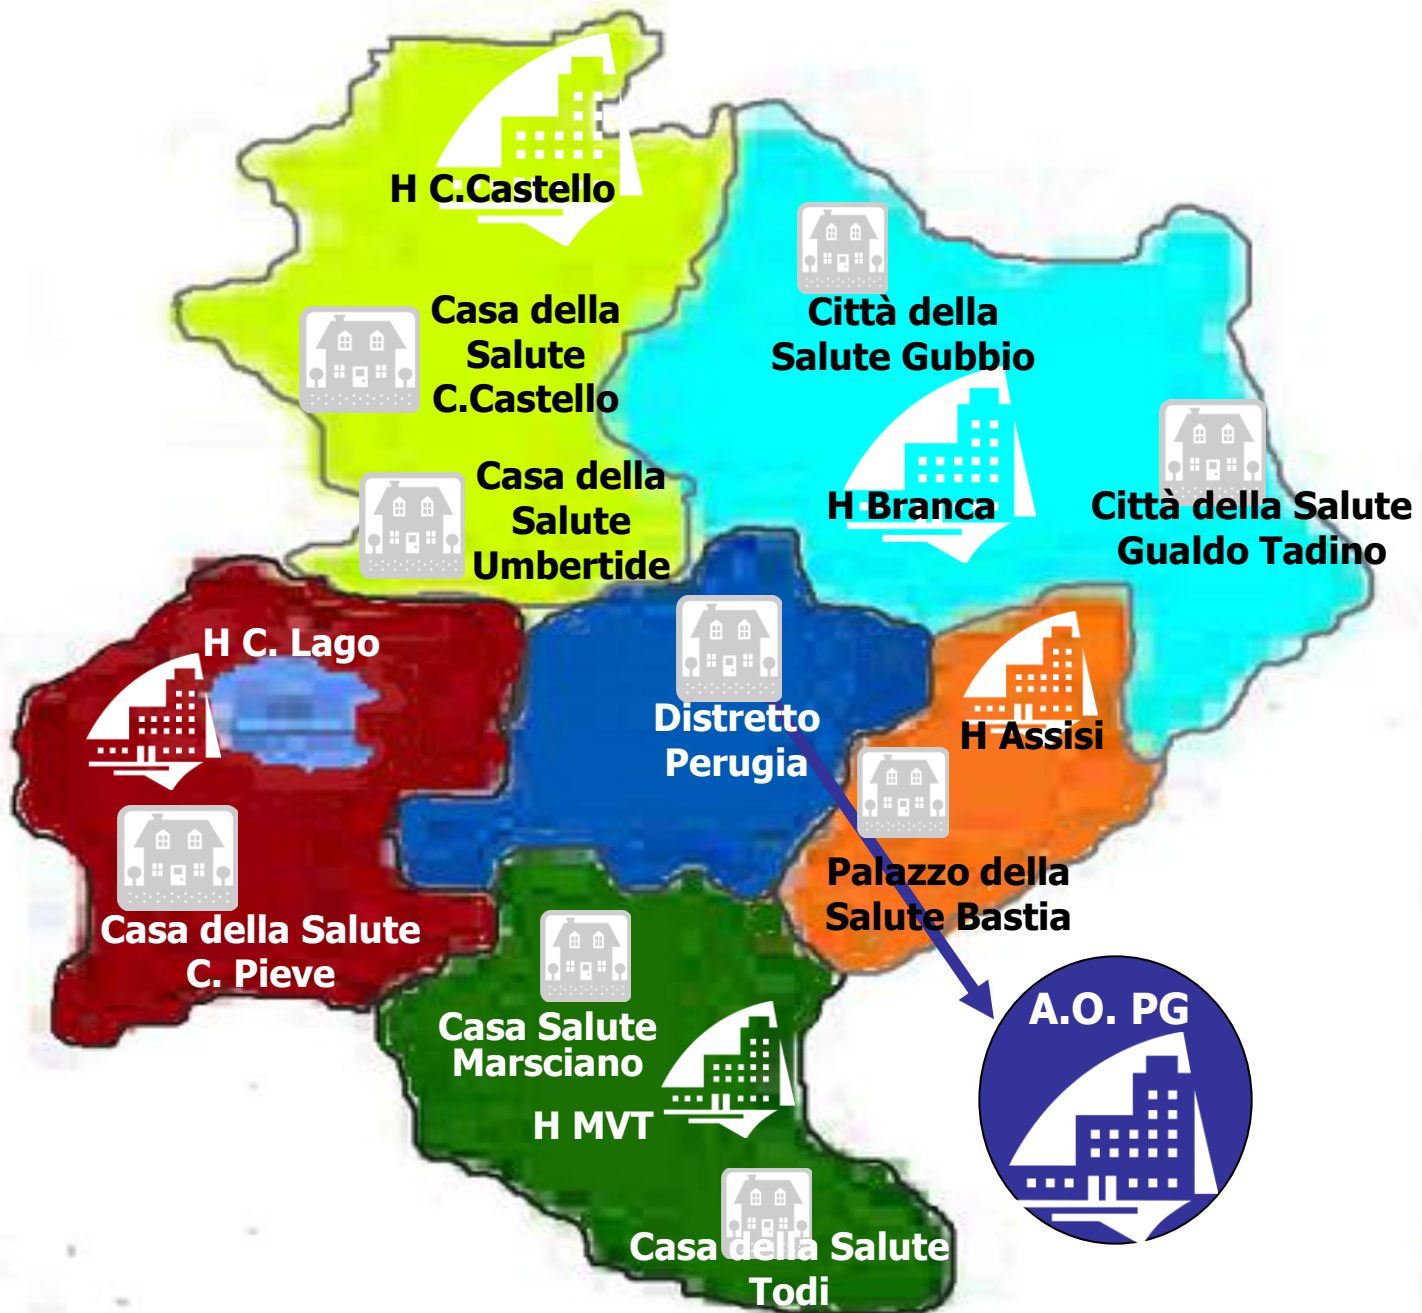 H C.Castello
Casa della
Salute
C.Castello
Città della
Salute Gubbio
Casa della
Salute
Umbertide
H Branca
Città della Salute
Gualdo Tadino
H C. Lago
Distretto
Perugia
H Assisi
Casa della Salute
C. Pieve
Palazzo della
Salute Bastia
Casa Salute
Marsciano
H MVT
A.O. PG
Casa della Salute
Todi